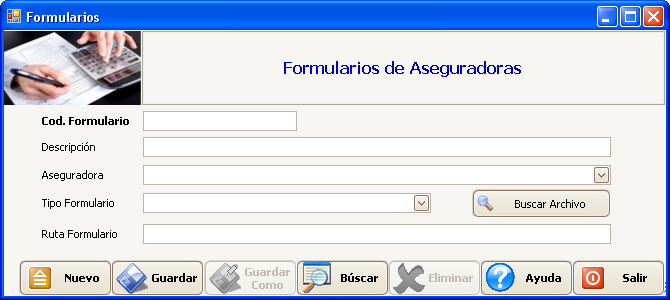 Formularios
Formularios de Aseguradoras
Cod. Formulario
Descripción
Aseguradora
Tipo Formulario
Buscar Archivo
Ruta Formulario
Nuevo
Guardar
Guardar
Como
Búscar
Eliminar
Ayuda
Salir